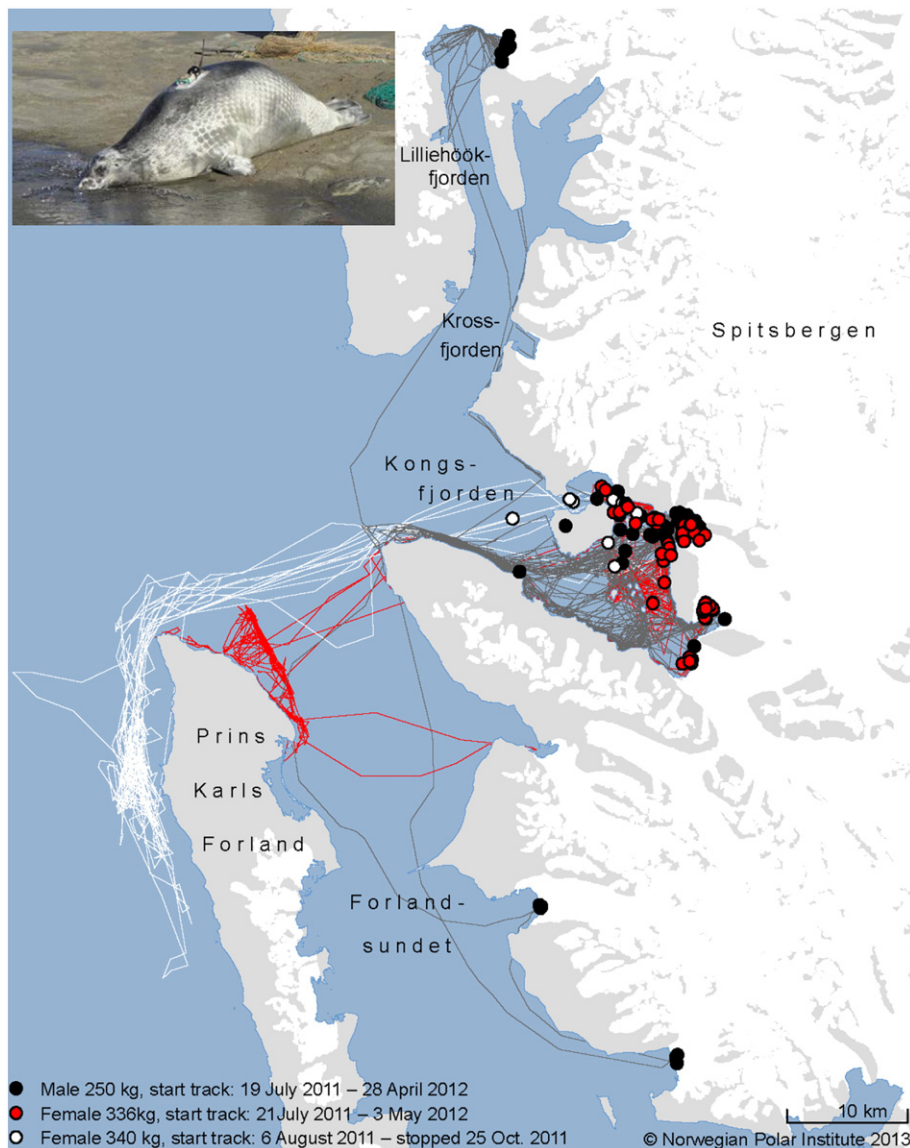 Lilliehöök-
fjorden
Kross-
fjorden
Spitsbergen
Kongs-
fjorden
Prins
Karls
Forland
Forland-
sundet
Male 250 kg, start track: 19 July 2011 – 28 April 2012
Female 336kg, start track: 21 July 2011 – 3 May 2012
Female 340 kg, start track: 6 August 2011 – stopped 25 Oct. 2011
10 km
© Norwegian Polar Institute 2013